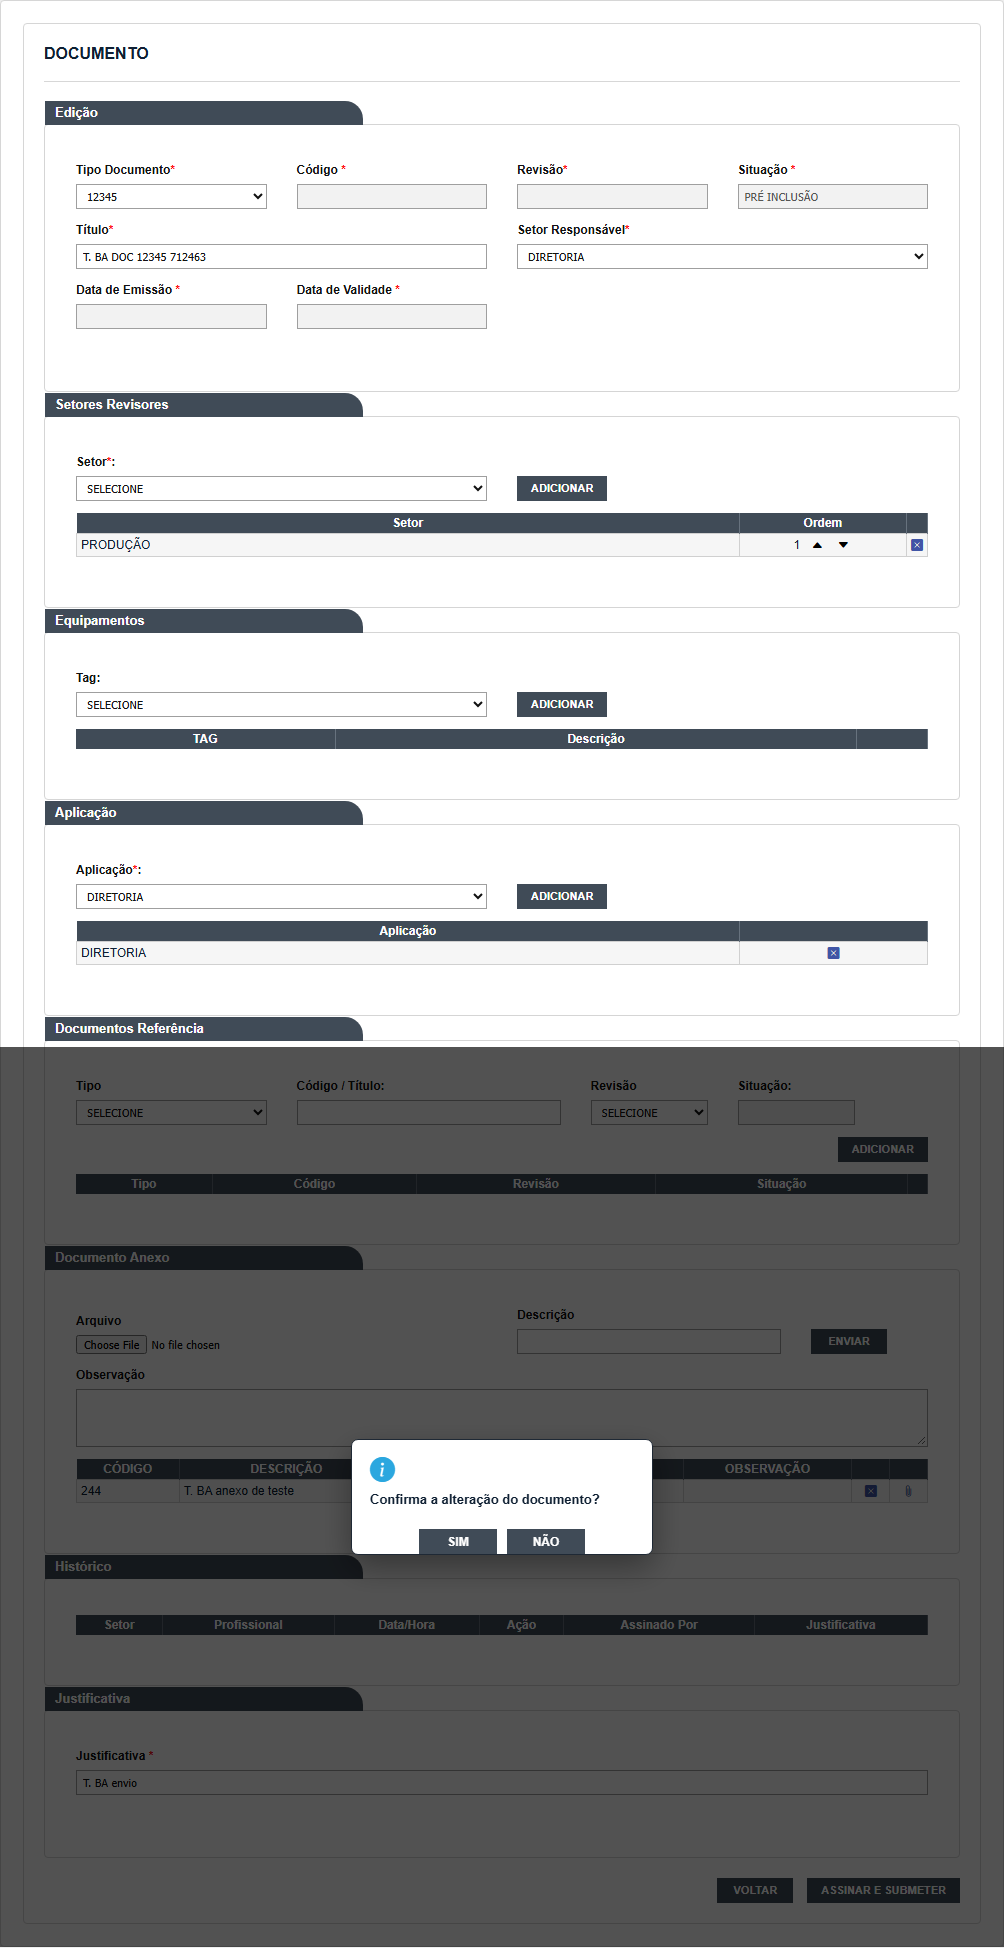 DOCUMENTO
Edição
Tipo Documento* Código * Revisão* Situação *
12345 PRÉ INCLUSÃO
Título* Setor Responsável*
T. BA DOC 12345 712463 DIRETORIA
Data de Emissão * Data de Validade *
Setores Revisores
Setor*:
SELECIONE ADICIONAR
Setor Ordem
PRODUÇÃO 1
Equipamentos
Tag:
SELECIONE ADICIONAR
TAG Descrição
Aplicação
Aplicação*:
DIRETORIA ADICIONAR
Aplicação
DIRETORIA
Documentos Referência
Tipo Código / Título: Revisão Situação:
SELECIONE SELECIONE
ADICIONAR
Tipo Código Revisão Situação
Documento Anexo
Arquivo Descrição
Choose File No file chosen ENVIAR
Observação
CÓDIGO DESCRIÇÃO OBSERVAÇÃO
244 T. BA anexo de teste
Confirma a alteração do documento?
SIM NÃO
Histórico
Setor Profissional Data/Hora Ação Assinado Por Justificativa
Justificativa
Justificativa *
T. BA envio
VOLTAR ASSINAR E SUBMETER